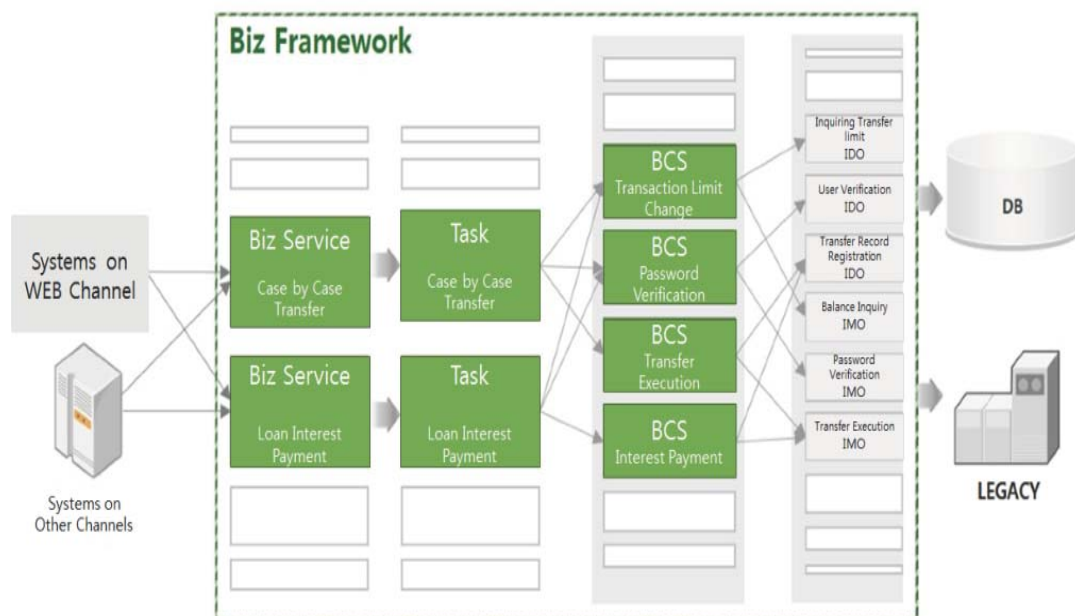 Biz Framework
Systems on
WEB Channel
Systems on
Other Channels
Biz Service
Case by Case
Transfer
Biz Service
Loan Interest
Payment
Task
Case by Case
Transfer
Task
Loan Interest
Payment
BCS
Transaction Limit
Change
BCS
Password
Verification
BCS
Transfer
Execution
BCS
Interest Payment
Inquiring Transfer
limit
IDO
User Verification
IDO
Transfer Record
Registration
IDO
Balance Inquiry
IMO
Password
Verification
IMO
Transfer Execution
IMO
DB
LEGACY